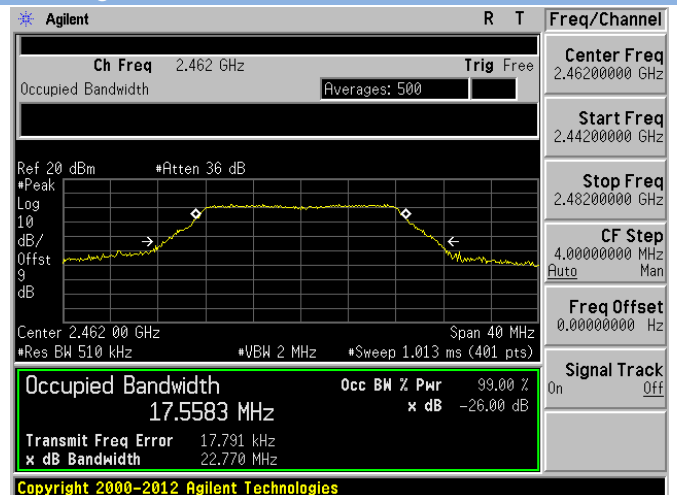 Agilent R T Freq/Channel
Ch Freq 2.462 GHz Trig Free
Occupied Bandwidth Averages: 500
Ref 20 dBm #Atten 36 dB
#Peak
Log
10
dB/
Offst
9
dB
Center 2.462 00 GHz Span 40 MHz
#Res BW 510 kHz #VBW 2 MHz #Sweep 1.013 ms (401 pts)
Occupied Bandwidth Occ BW % Pwr 99.00 %
17.5583 MHz x dB -26.00 dB
Transmit Freq Error 17.791 kHz
x dB Bandwidth 22.770 MHz
Copyright 2000-2012 Agilent Technologies
Center Freq
2.46200000 GHz
Start Freq
2.44200000 GHz
Stop Freq
2.48200000 GHz
CF Step
4.00000000 MHz
Auto Man
Freq Offset
0.00000000 Hz
Signal Track
On Off